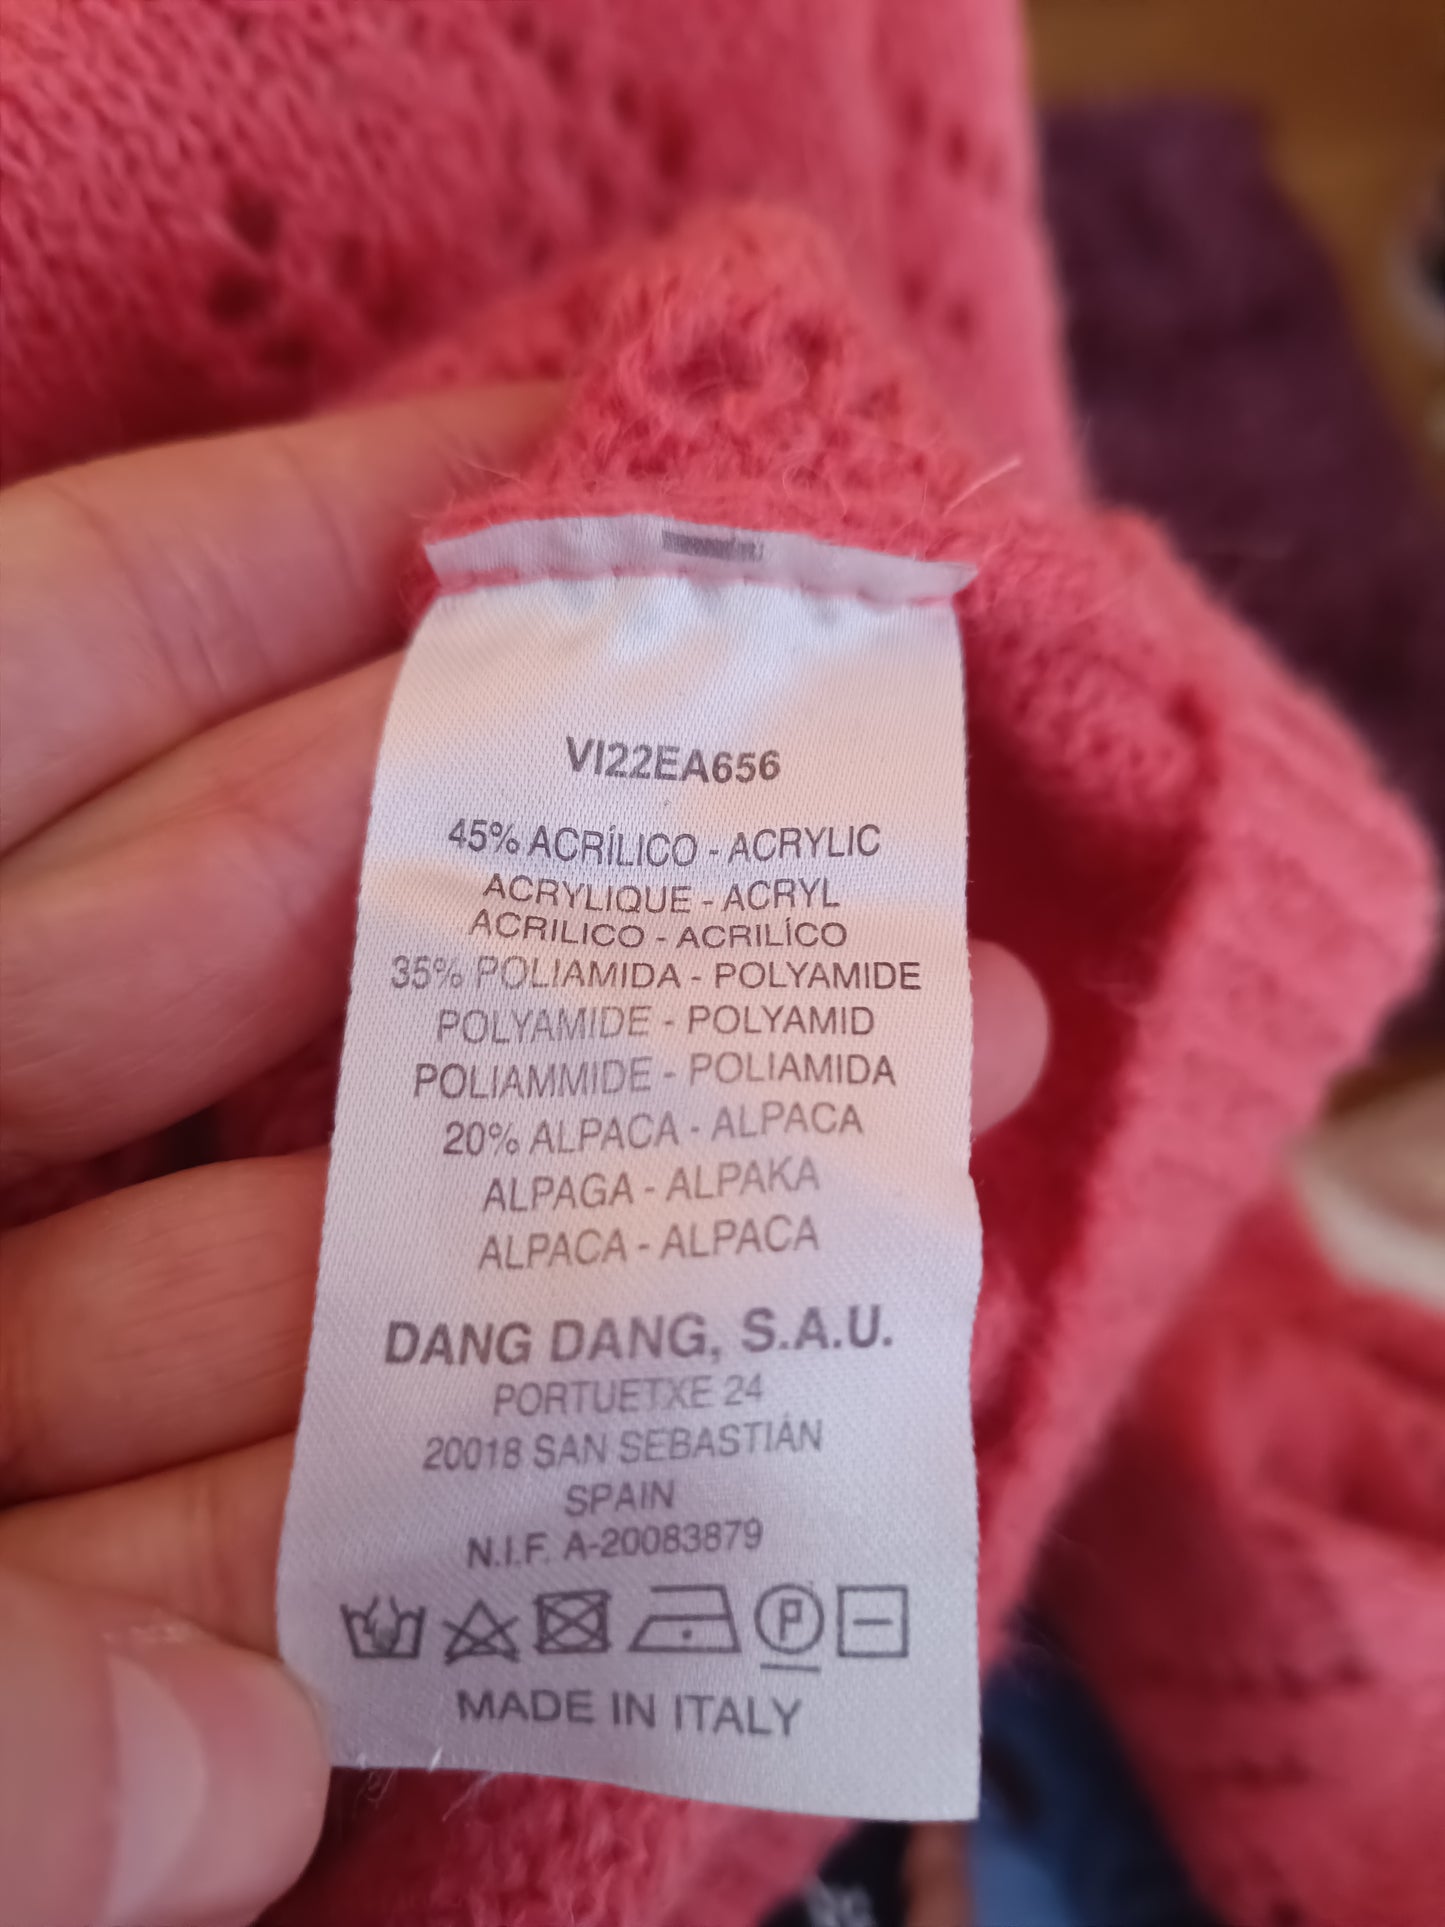 VI22EA656
45% ACRÍLICO - ACRYLIC
ACRYLIQUE - ACRYL
ACRILICO - ACRILÍCO
35% POLIAMIDA - POLYAMIDE
POLYAMIDE - POLYAMID
POLIAMMIDE - POLIAMIDA
20% ALPACA - ALPACA
ALPAGA - ALPAKA
ALPACA - ALPACA
DANG DANG, S.A.U.
PORTUETXE 24
20018 SAN SEBASTIÁN
SPAIN
N.I.F. A-20083879
P
MADE IN ITALY